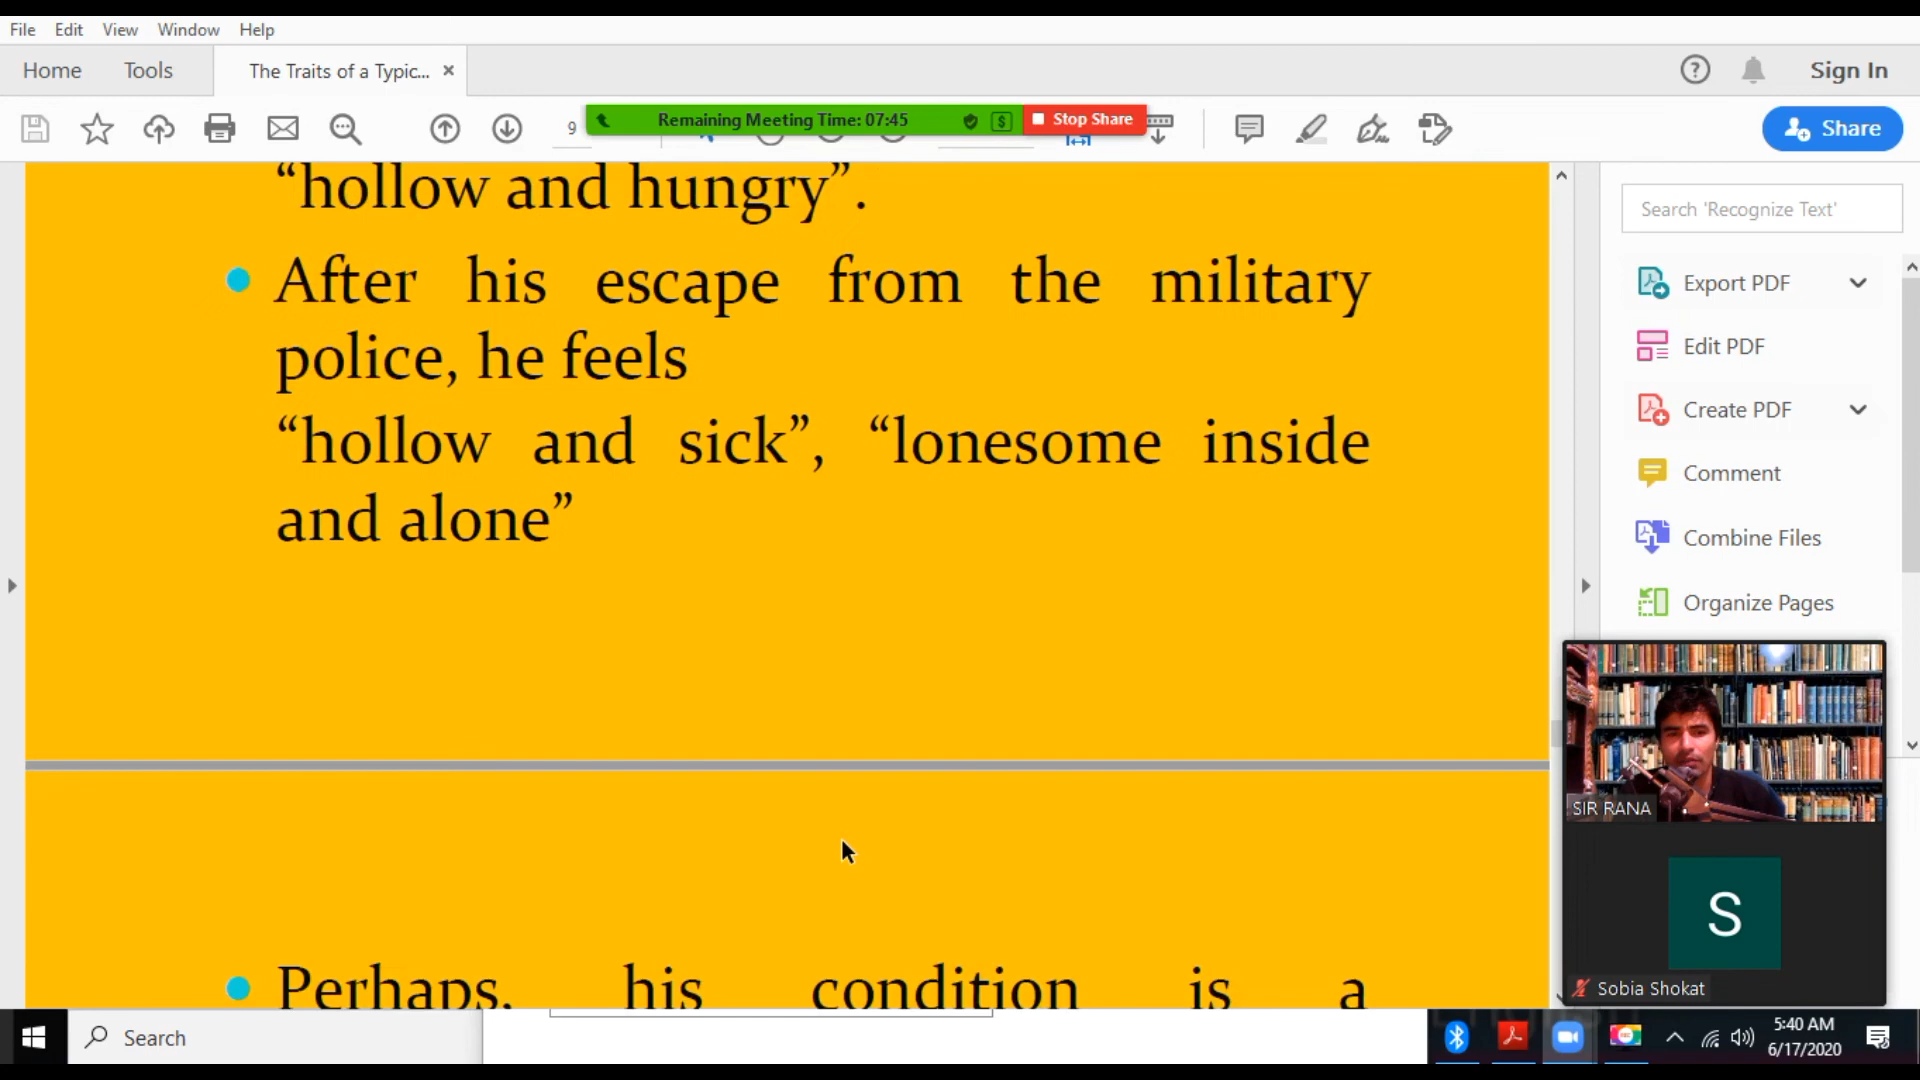 File Edit View Window Help
Home Tools The Traits of a Typic... × Sign In
9 Remaining Meeting Time: 07:45 Stop Share Share
“hollow and hungry”.
After his escape from the military
police, he feels
“hollow and sick”, “lonesome inside
and alone”
Perhaps, his condition is a
Search 'Recognize Text'
Export PDF
Edit PDF
Create PDF
Comment
Combine Files
Organize Pages
SIR RANA
S
Sobia Shokat
Search
5:40 AM
6/17/2020